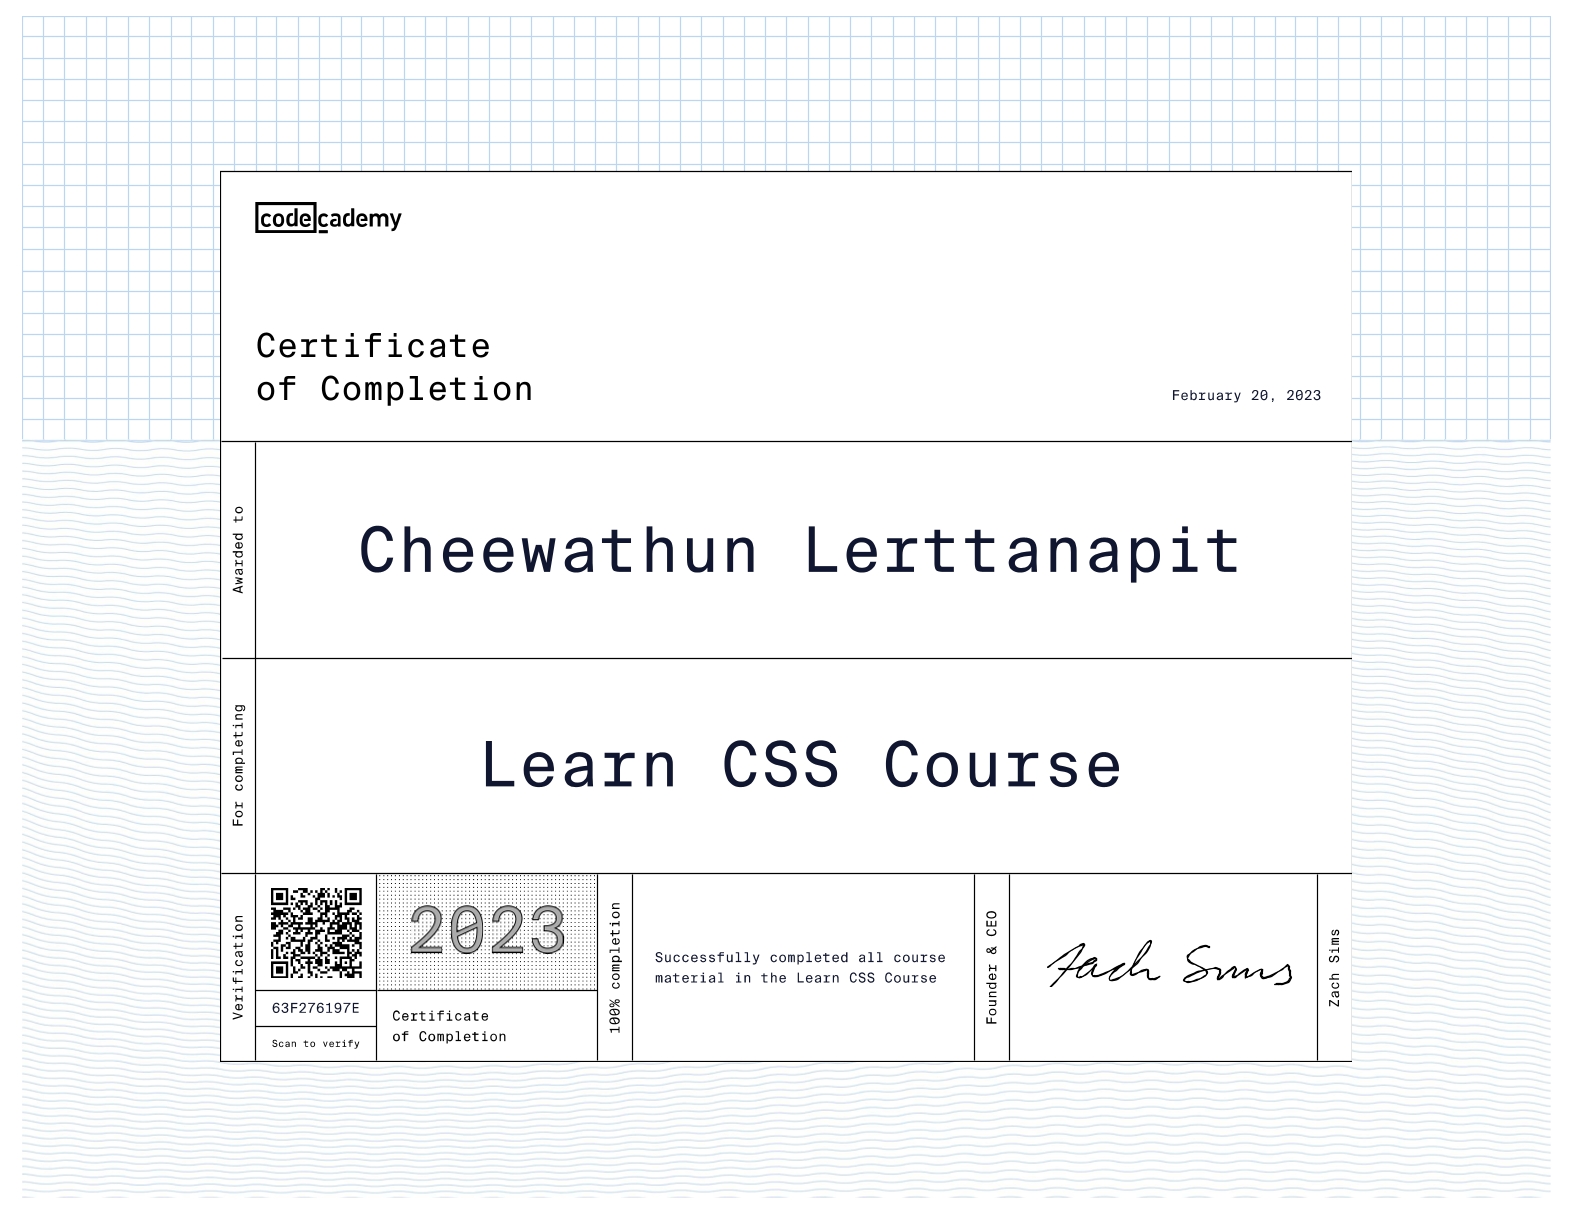 codecademy
Certificate
of Completion
February 20, 2023
Awarded to
Cheewathun Lerttanapit
For completing
Learn CSS Course
Verification
63F276197E
Scan to verify
2023
Certificate
of Completion
100% completion
Successfully completed all course
material in the Learn CSS Course
Founder & CEO
Zach Sims
Zach Sims